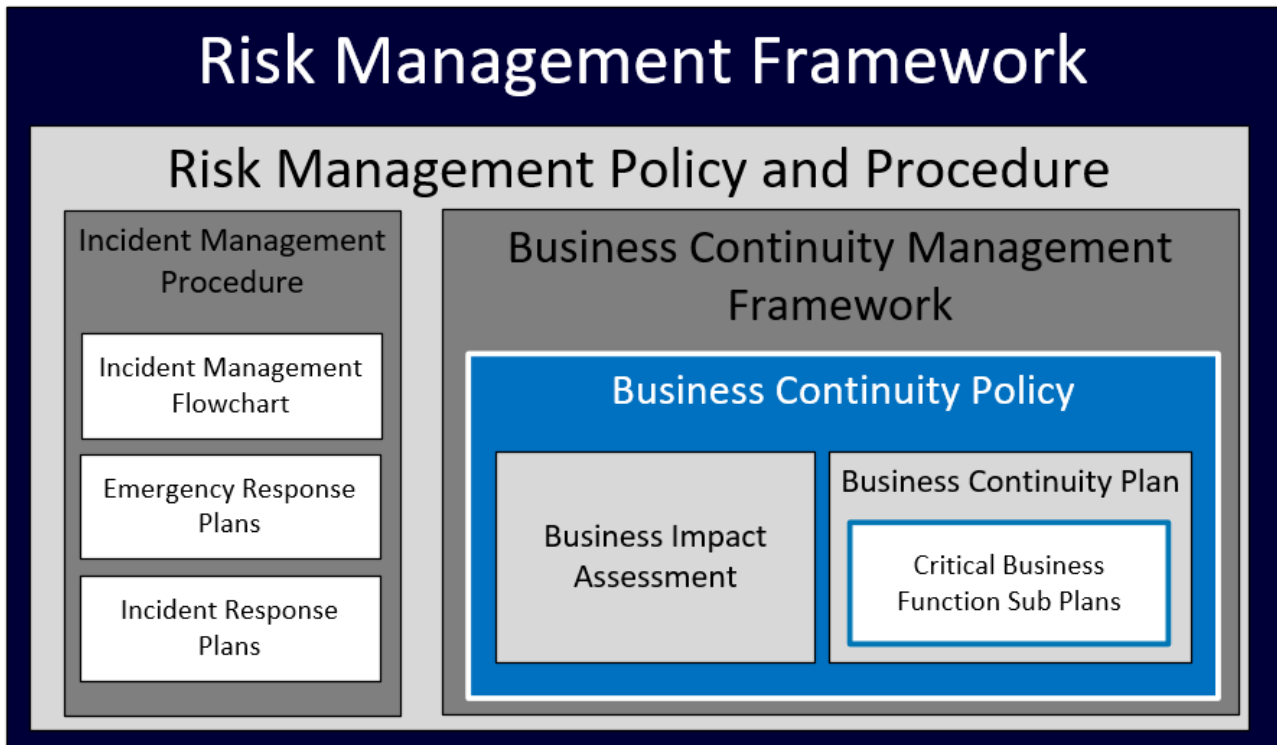 Risk Management Framework
Risk Management Policy and Procedure
Incident Management
Procedure
Incident Management
Flowchart
Emergency Response
Plans
Incident Response
Plans
Business Continuity Management
Framework
Business Continuity Policy
Business Impact
Assessment
Business Continuity Plan
Critical Business
Function Sub Plans